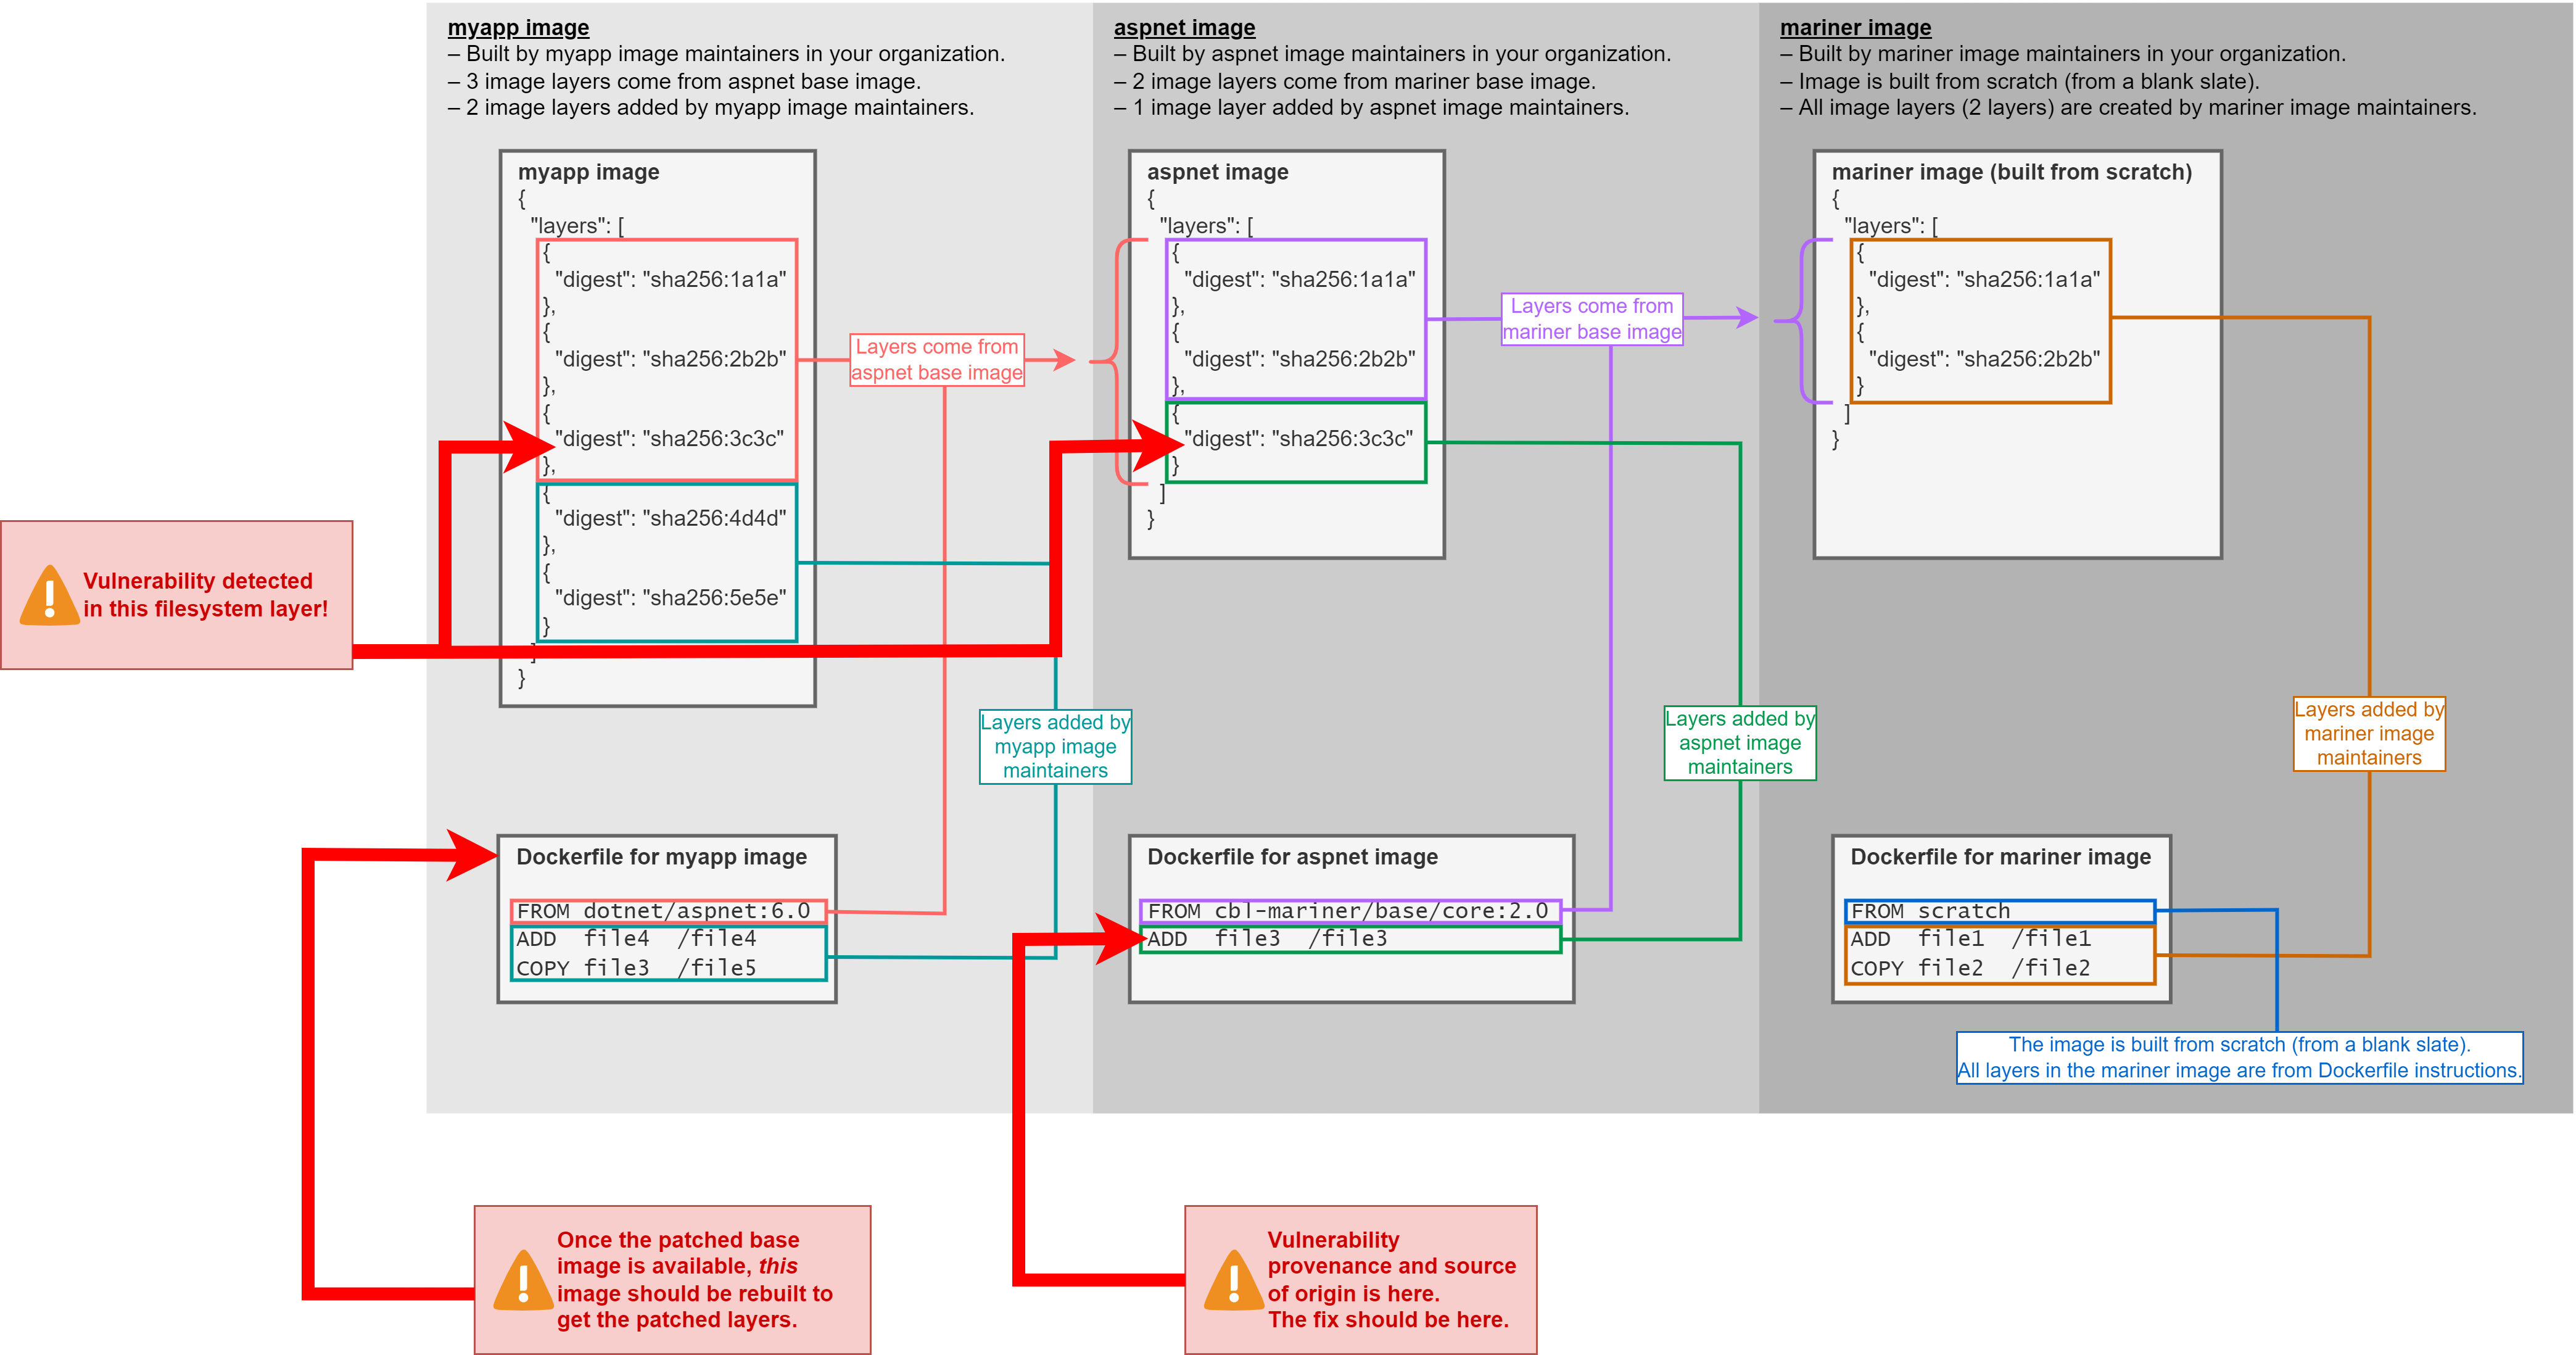 myapp image
– Built by myapp image maintainers in your organization.
– 3 image layers come from aspnet base image.
– 2 image layers added by myapp image maintainers.
aspnet image
– Built by aspnet image maintainers in your organization.
– 2 image layers come from mariner base image.
– 1 image layer added by aspnet image maintainers.
mariner image
– Built by mariner image maintainers in your organization.
– Image is built from scratch (from a blank slate).
– All image layers (2 layers) are created by mariner image maintainers.
myapp image
{
"layers": [
{
"digest": "sha256:1a1a"
},
{
"digest": "sha256:2b2b"
},
{
"digest": "sha256:3c3c"
},
{
"digest": "sha256:4d4d"
},
{
"digest": "sha256:5e5e"
}
]
}
Layers come from
aspnet base image
aspnet image
{
"layers": [
{
"digest": "sha256:1a1a"
},
{
"digest": "sha256:2b2b"
},
{
"digest": "sha256:3c3c"
}
]
}
Layers come from
mariner base image
mariner image (built from scratch)
{
"layers": [
{
"digest": "sha256:1a1a"
},
{
"digest": "sha256:2b2b"
}
]
}
Vulnerability detected
in this filesystem layer!
Layers added by
myapp image
maintainers
Layers added by
aspnet image
maintainers
Layers added by
mariner image
maintainers
Dockerfile for myapp image
FROM dotnet/aspnet:6.0
ADD file4 /file4
COPY file3 /file5
Dockerfile for aspnet image
FROM cbl-mariner/base/core:2.0
ADD file3 /file3
Dockerfile for mariner image
FROM scratch
ADD file1 /file1
COPY file2 /file2
The image is built from scratch (from a blank slate).
All layers in the mariner image are from Dockerfile instructions.
Once the patched base
image is available, this
image should be rebuilt to
get the patched layers.
Vulnerability
provenance and source
of origin is here.
The fix should be here.